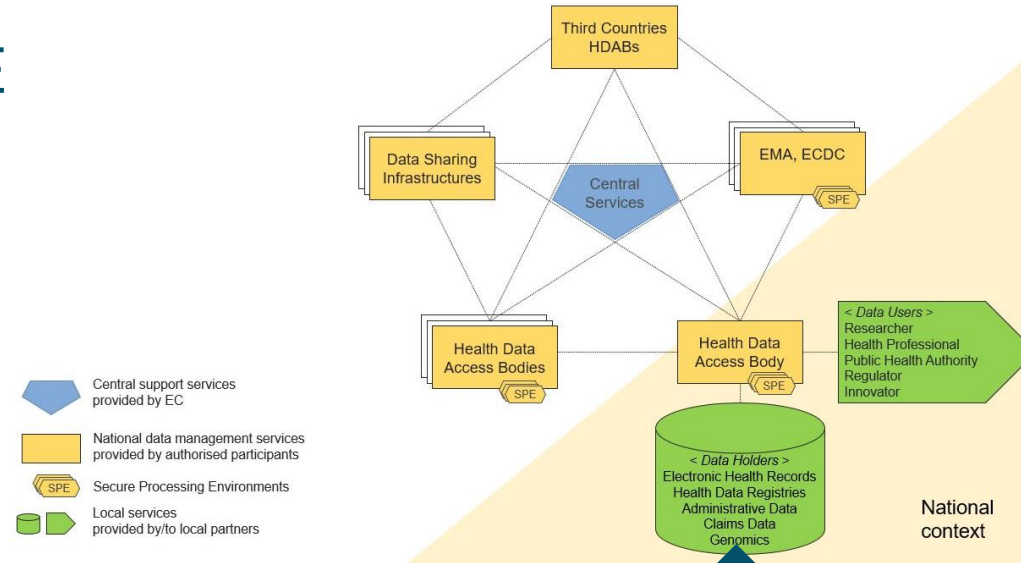 Third Countries
HDABs
Data Sharing
Infrastructures
EMA, ECDC
SPE
Central
Services
Health Data
Access Bodies
SPE
Health Data
Access Body
SPE
< Data Users >
Researcher
Health Professional
Public Health Authority
Regulator
Innovator
< Data Holders >
Electronic Health Records
Health Data Registries
Administrative Data
Claims Data
Genomics
National
context
Central support services
provided by EC
National data management services
provided by authorised participants
SPE
Secure Processing Environments
Local services
provided by/to local partners